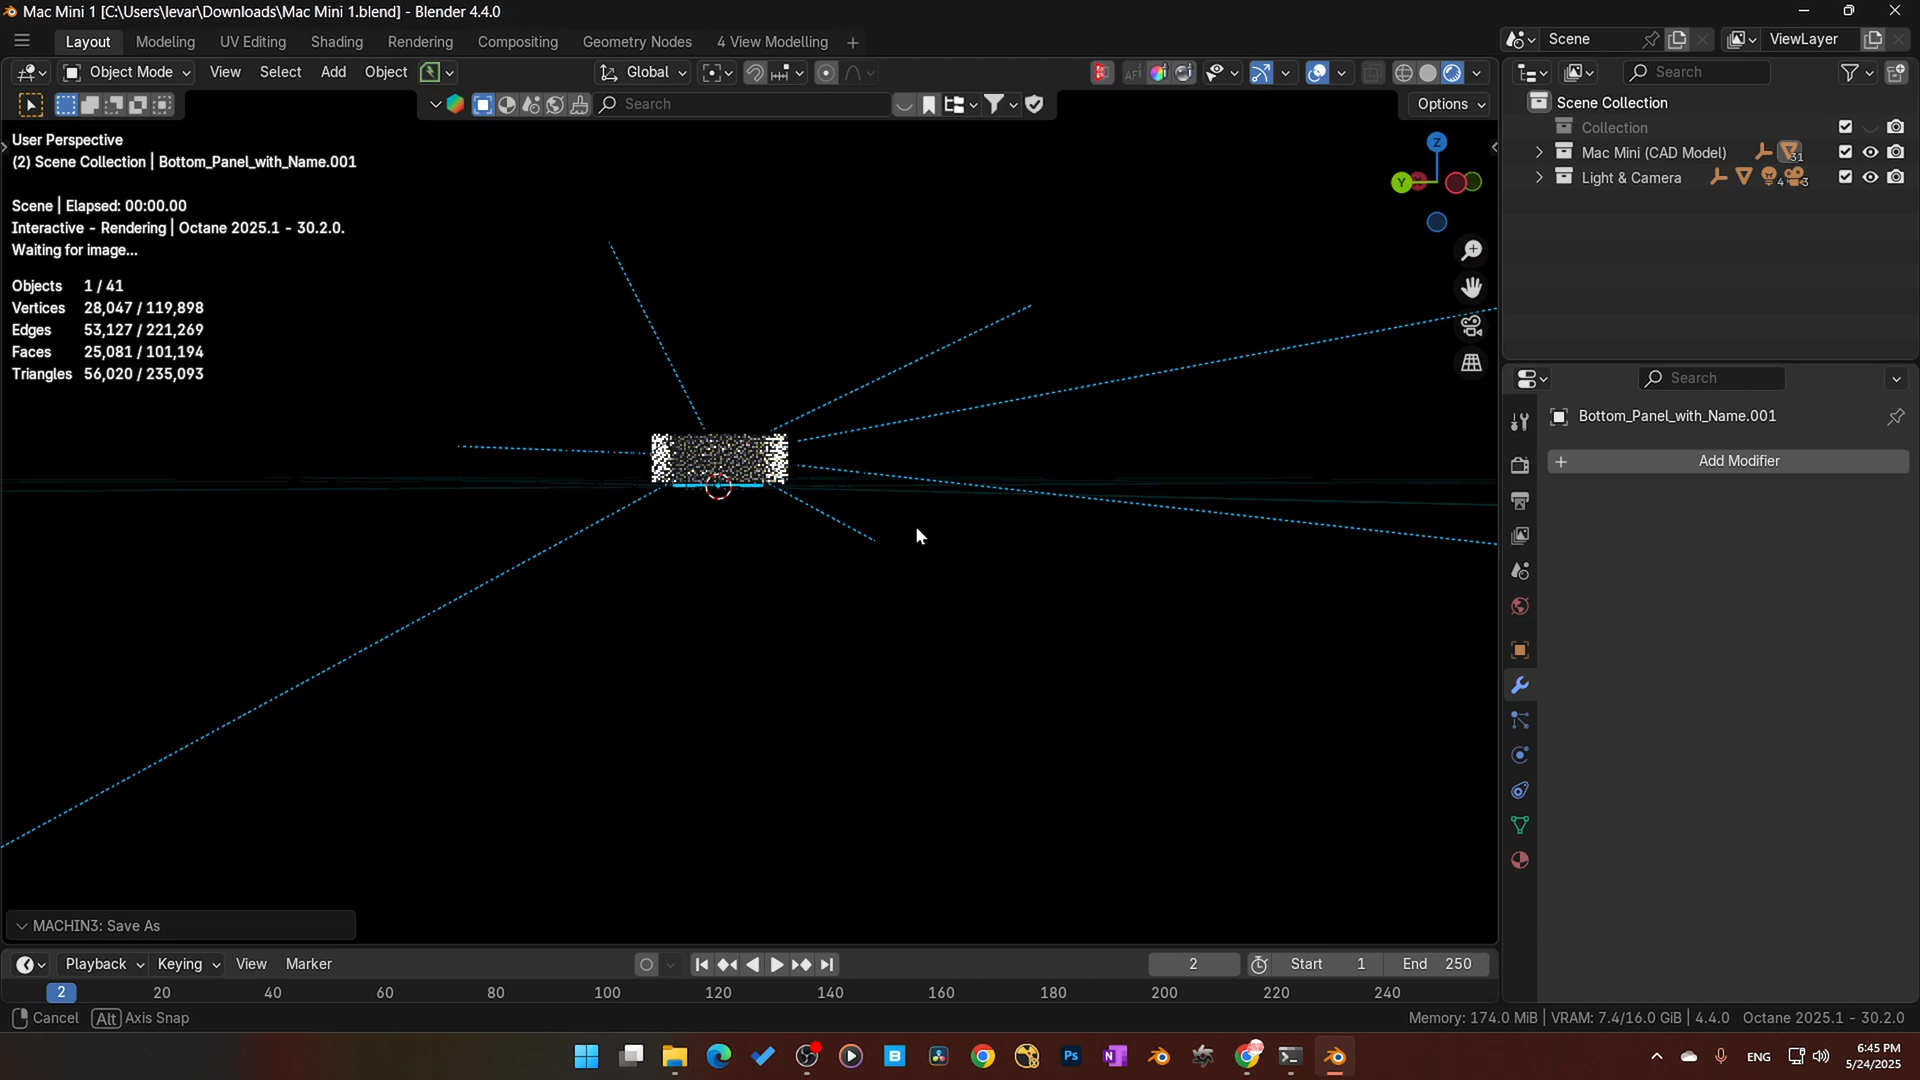 Mac Mini 1 [C:\Users\levar\Downloads\Mac Mini 1.blend] - Blender 4.4.0
Layout
Modeling
UV Editing
Shading
Rendering
Compositing
Geometry Nodes
4 View Modelling
Scene
ViewLayer
Object Mode
View
Select
Add
Object
Global
Search
Search
Options
User Perspective
(2) Scene Collection | Bottom_Panel_with_Name.001
Scene | Elapsed: 00:00.00
Interactive - Rendering | Octane 2025.1 - 30.2.0.
Waiting for image...
Objects 1 / 41
Vertices 28,047 / 119,898
Edges 53,127 / 221,269
Faces 25,081 / 101,194
Triangles 56,020 / 235,093
Z
Y
Scene Collection
Collection
Mac Mini (CAD Model) 31
Light & Camera 4 3
Search
Bottom_Panel_with_Name.001
Add Modifier
MACHIN3: Save As
Playback
Keying
View
Marker
2
Start 1
End 250
2 20 40 60 80 100 120 140 160 180 200 220 240
Cancel Alt Axis Snap
Memory: 174.0 MiB | VRAM: 7.4/16.0 GiB | 4.4.0 Octane 2025.1 - 30.2.0
Ps
N
B
ENG
6:45 PM
5/24/2025